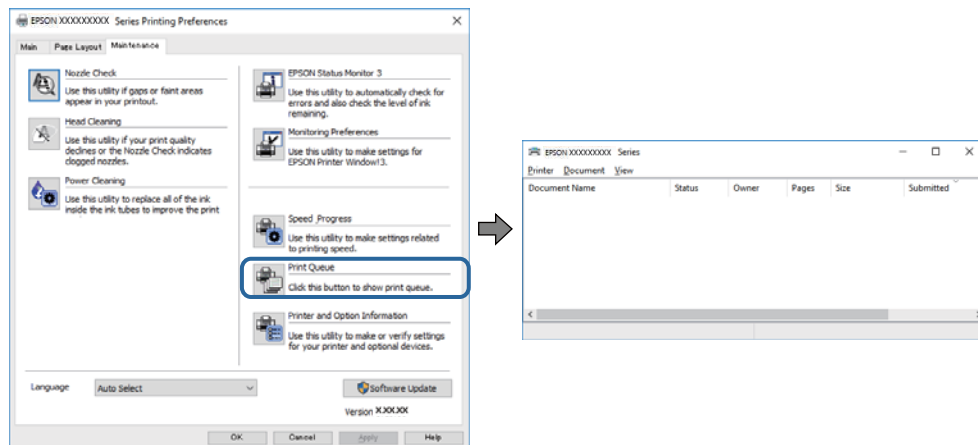 EPSON XXXXXXXXX Series Printing Preferences
Main Page Layout Maintenance
Nozzle Check
Use this utility if gaps or faint areas
appear in your printout.
Head Cleaning
Use this utility if your print quality
declines or the Nozzle Check indicates
clogged nozzles.
Power Cleaning
Use this utility to replace all of the ink
inside the ink tubes to improve the print
EPSON Status Monitor 3
Use this utility to automatically check for
errors and also check the level of ink
remaining.
Monitoring Preferences
Use this utility to make settings for
EPSON Printer Window!3.
Speed Progress
Use this utility to make settings related
to printing speed.
Print Queue
Click this button to show print queue.
Printer and Option Information
Use this utility to make or verify settings
for your printer and optional devices.
Language Auto Select
Software Update
Version X.XX.XX
OK Cancel Apply Help
EPSON XXXXXXXXX Series
Printer Document View
Document Name Status Owner Pages Size Submitted